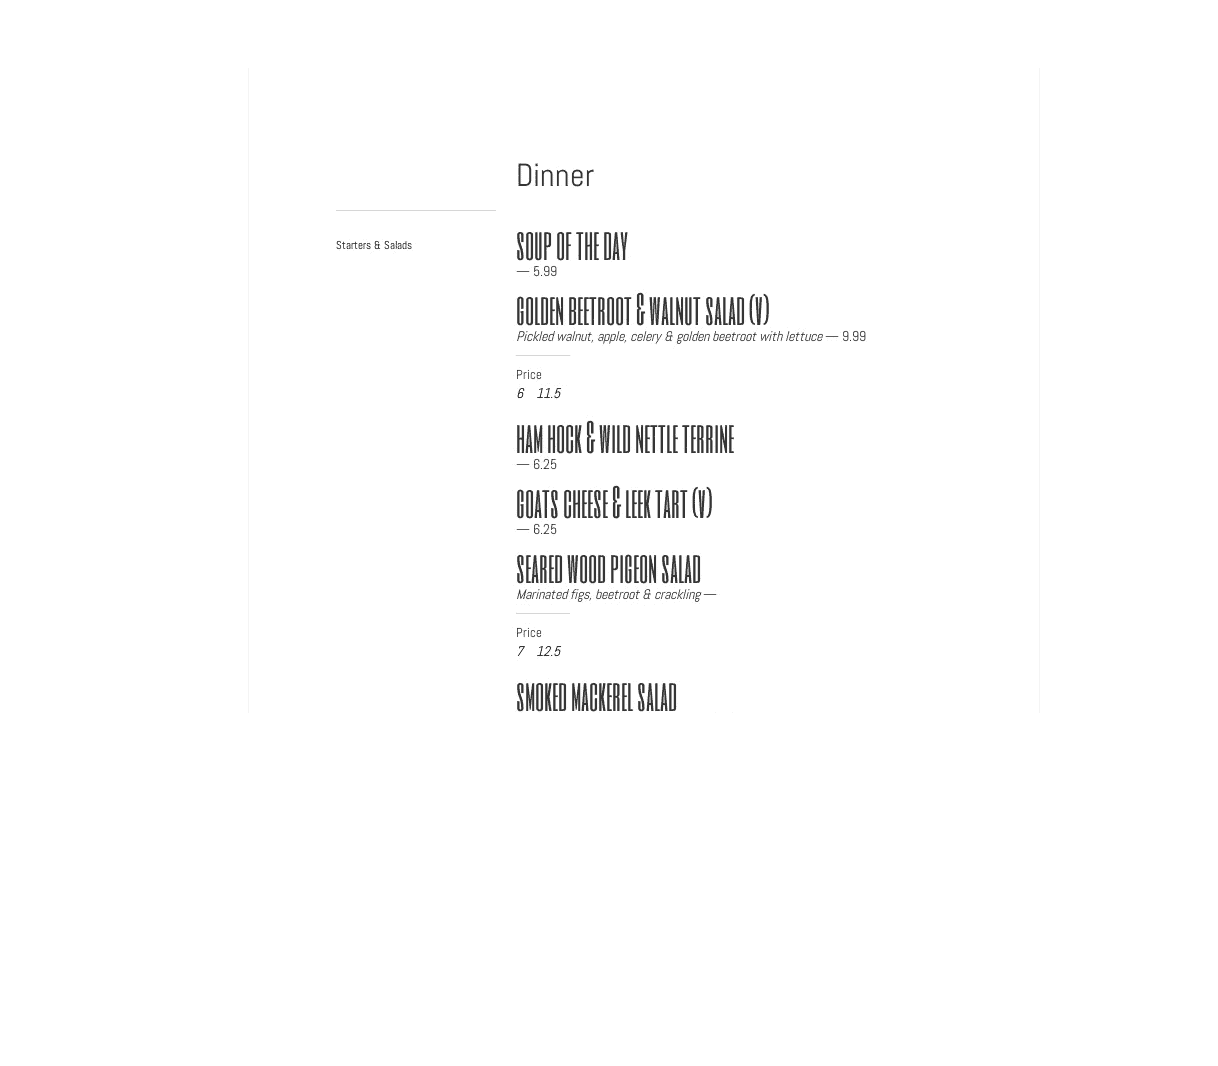 Dinner
Starters & Salads
SOUP OF THE DAY
— 5.99
GOLDEN BEETROOT & WALNUT SALAD (V)
Pickled walnut, apple, celery & golden beetroot with lettuce — 9.99
Price
6 11.5
HAM HOCK & WILD NETTLE TERRINE
— 6.25
GOATS CHEESE & LEEK TART (V)
— 6.25
SEARED WOOD PIGEON SALAD
Marinated figs, beetroot & crackling —
Price
7 12.5
SMOKED MACKEREL SALAD